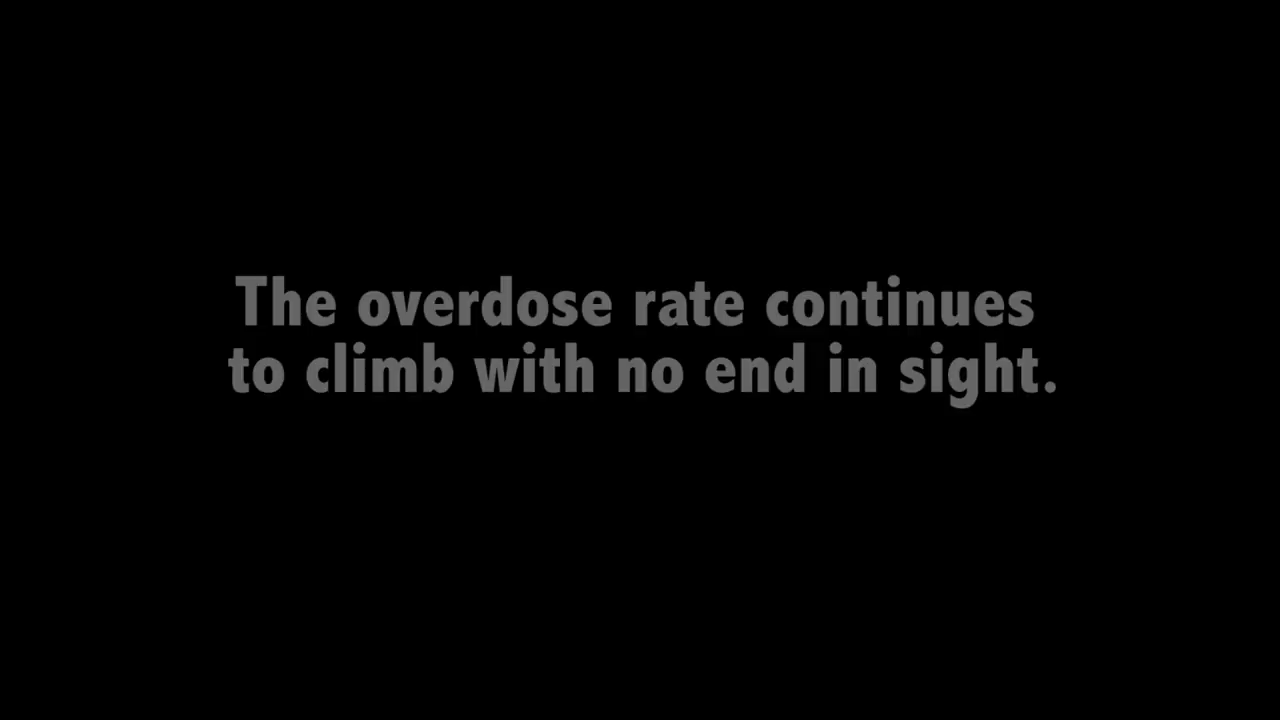 The overdose rate continues
to climb with no end in sight.